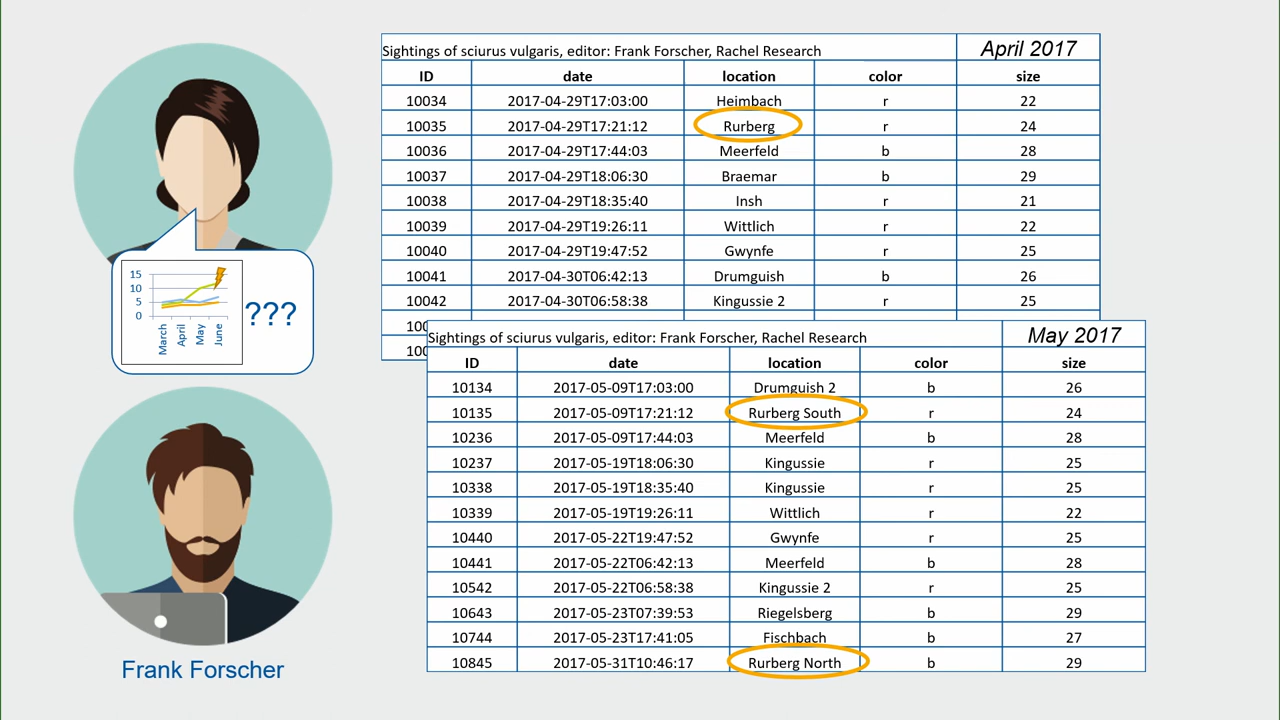 Sightings of sciurus vulgaris, editor: Frank Forscher, Rachel Research April 2017
ID date location color size
10034 2017-04-29T17:03:00 Heimbach r 22
10035 2017-04-29T17:21:12 Rurberg r 24
10036 2017-04-29T17:44:03 Meerfeld b 28
10037 2017-04-29T18:06:30 Braemar b 29
10038 2017-04-29T18:35:40 Insh r 21
10039 2017-04-29T19:26:11 Wittlich r 22
10040 2017-04-29T19:47:52 Gwynfe r 25
10041 2017-04-30T06:42:13 Drumguish b 26
10042 2017-04-30T06:58:38 Kingussie 2 r 25
100
100
Sightings of sciurus vulgaris, editor: Frank Forscher, Rachel Research May 2017
ID date location color size
10134 2017-05-09T17:03:00 Drumguish 2 b 26
10135 2017-05-09T17:21:12 Rurberg South r 24
10236 2017-05-09T17:44:03 Meerfeld b 28
10237 2017-05-19T18:06:30 Kingussie r 25
10338 2017-05-19T18:35:40 Kingussie r 25
10339 2017-05-19T19:26:11 Wittlich r 22
10440 2017-05-22T19:47:52 Gwynfe r 25
10441 2017-05-22T06:42:13 Meerfeld b 28
10542 2017-05-22T06:58:38 Kingussie 2 r 25
10643 2017-05-23T07:39:53 Riegelsberg b 29
10744 2017-05-23T17:41:05 Fischbach b 27
10845 2017-05-31T10:46:17 Rurberg North b 29
15
10
5
0
March April May June
???
Frank Forscher